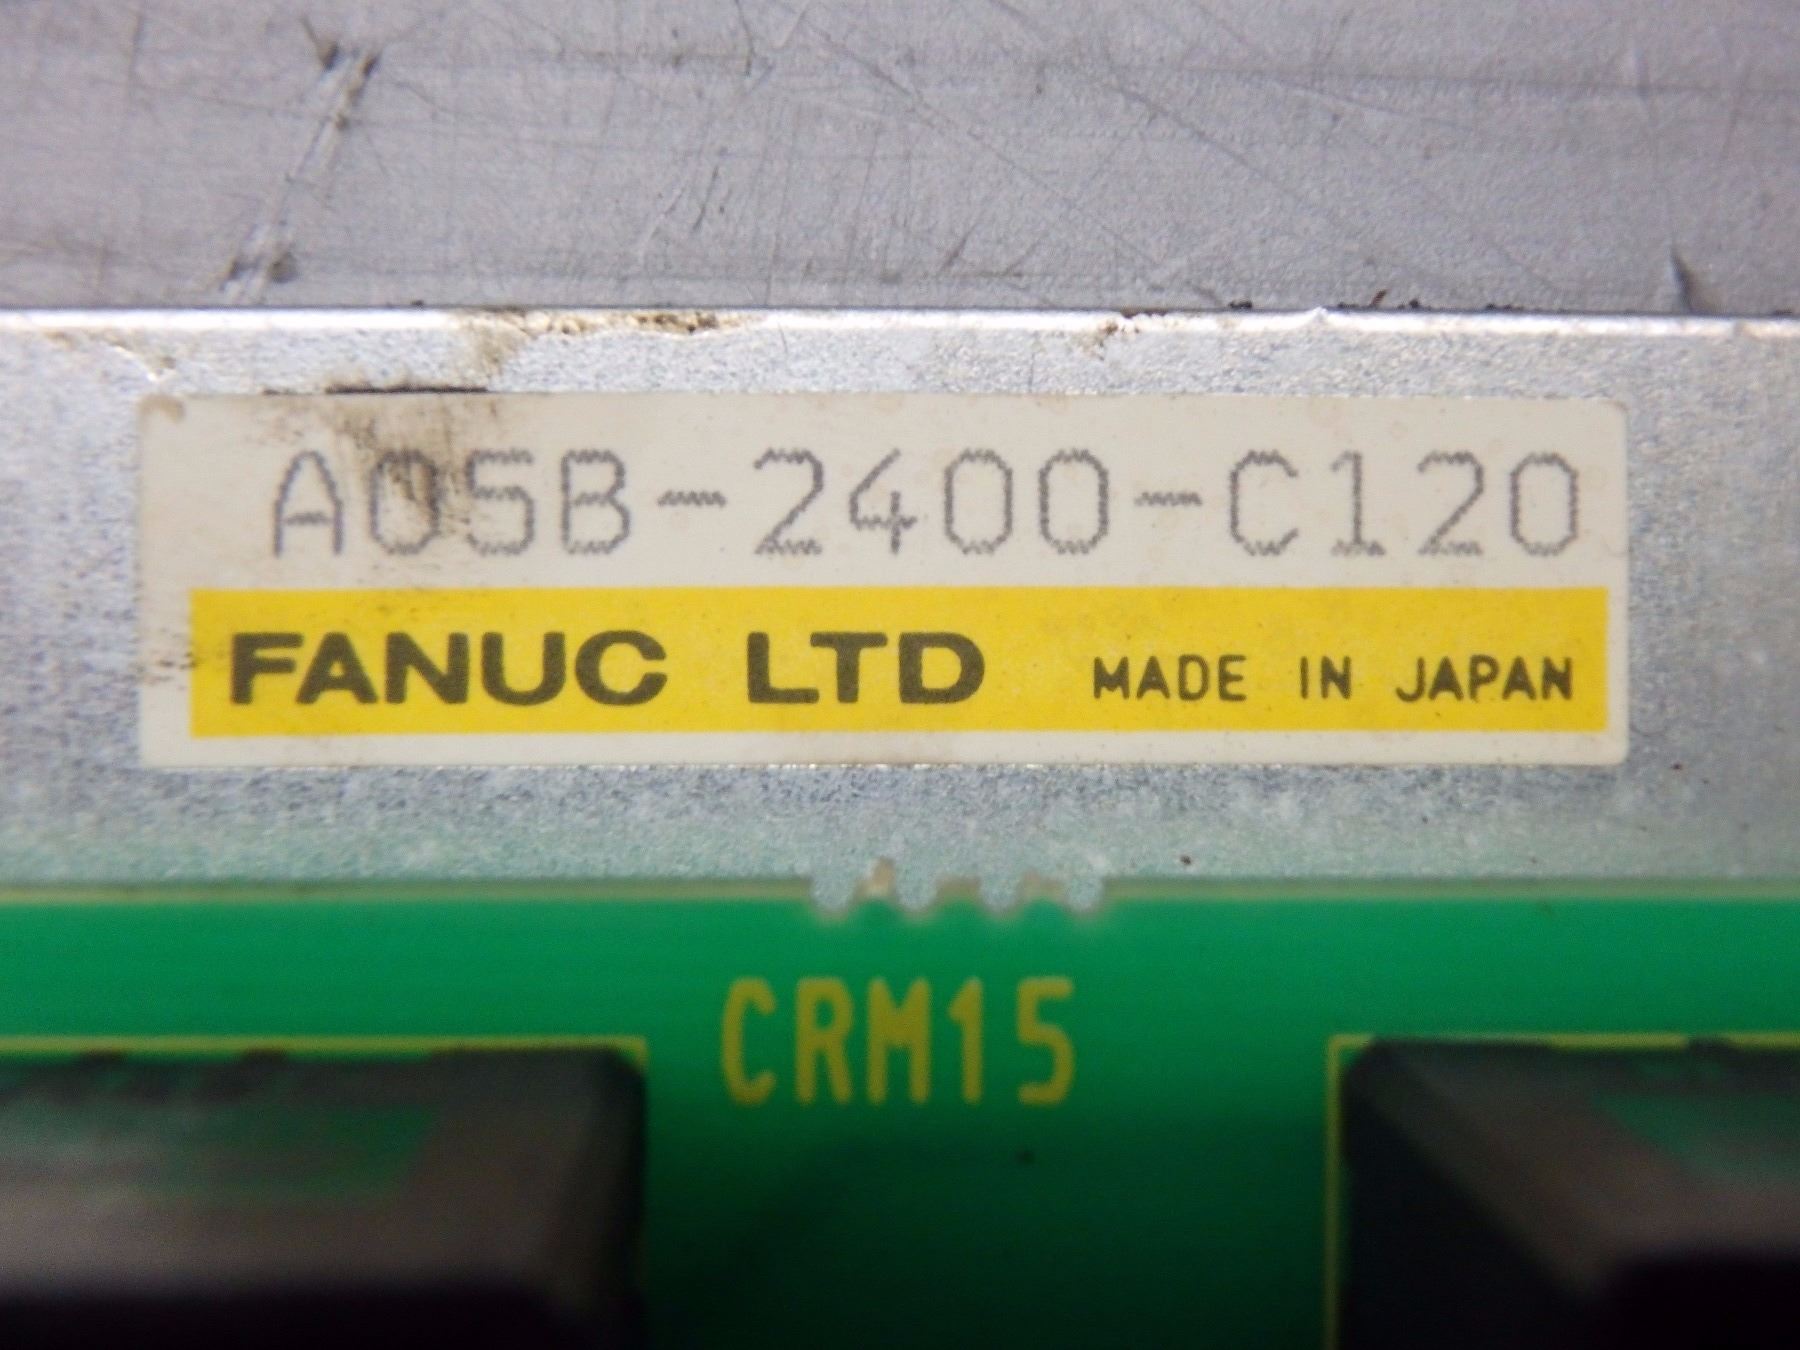 A05B-2400-C120
FANUC LTD MADE IN JAPAN
CRM15